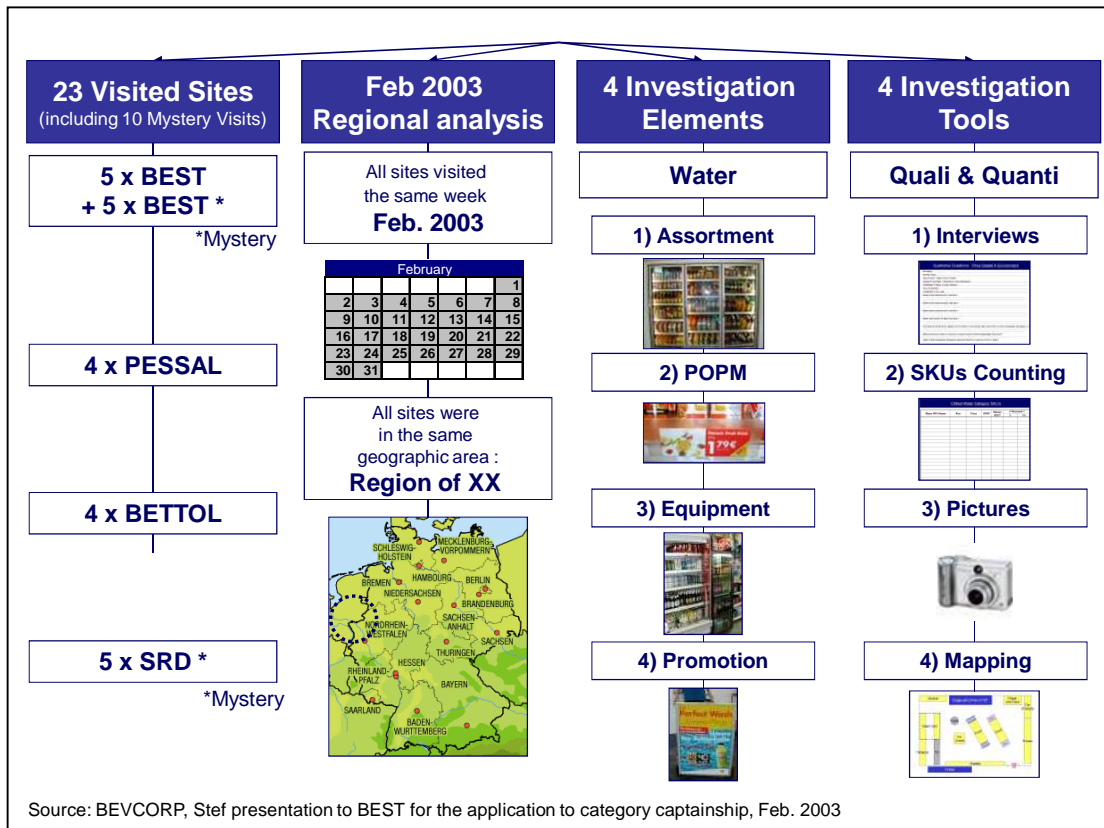 23 Visited Sites
(including 10 Mystery Visits)
5 x BEST
+ 5 x BEST *
*Mystery
4 x PESSAL
4 x BETTOL
5 x SRD *
*Mystery
Feb 2003
Regional analysis
All sites visited
the same week
Feb. 2003
February
1
2 3 4 5 6 7 8
9 10 11 12 13 14 15
16 17 18 19 20 21 22
23 24 25 26 27 28 29
30 31
All sites were
in the same
geographic area :
Region of XX
SCHLESWIG-
HOLSTEIN
MECKLENBURG-
VORPOMMERN
HAMBOURG
BREMEN
NIEDERSACHSEN
BERLIN
BRANDENBURG
SACHSEN-
ANHALT
NORDRHEIN-
WESTFALEN
SACHSEN
THURINGEN
HESSEN
RHEINLAND-
PFALZ
BAYERN
SAARLAND
BADEN-
WURTTEMBERG
4 Investigation
Elements
Water
1) Assortment
2) POPM
1 79€
3) Equipment
4) Promotion
Perfect Words
4 Investigation
Tools
Quali & Quanti
1) Interviews
2) SKUs Counting
3) Pictures
4) Mapping
Source: BEVCORP, Stef presentation to BEST for the application to category captainship, Feb. 2003